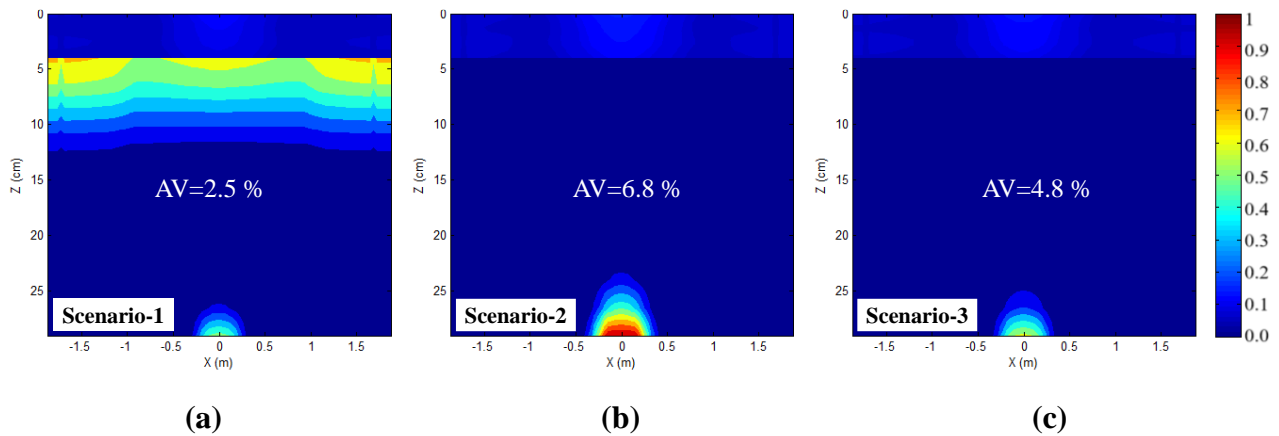 0
5
10
15
20
25
Z (cm)
AV=2.5 %
Scenario-1
-1.5 -1 -0.5 0 0.5 1 1.5
X (m)
(a)
0
5
10
15
20
25
Z (cm)
AV=6.8 %
Scenario-2
-1.5 -1 -0.5 0 0.5 1 1.5
X (m)
(b)
0
5
10
15
20
25
Z (cm)
AV=4.8 %
Scenario-3
-1.5 -1 -0.5 0 0.5 1 1.5
X (m)
(c)
1
0.9
0.8
0.7
0.6
0.5
0.4
0.3
0.2
0.1
0.0